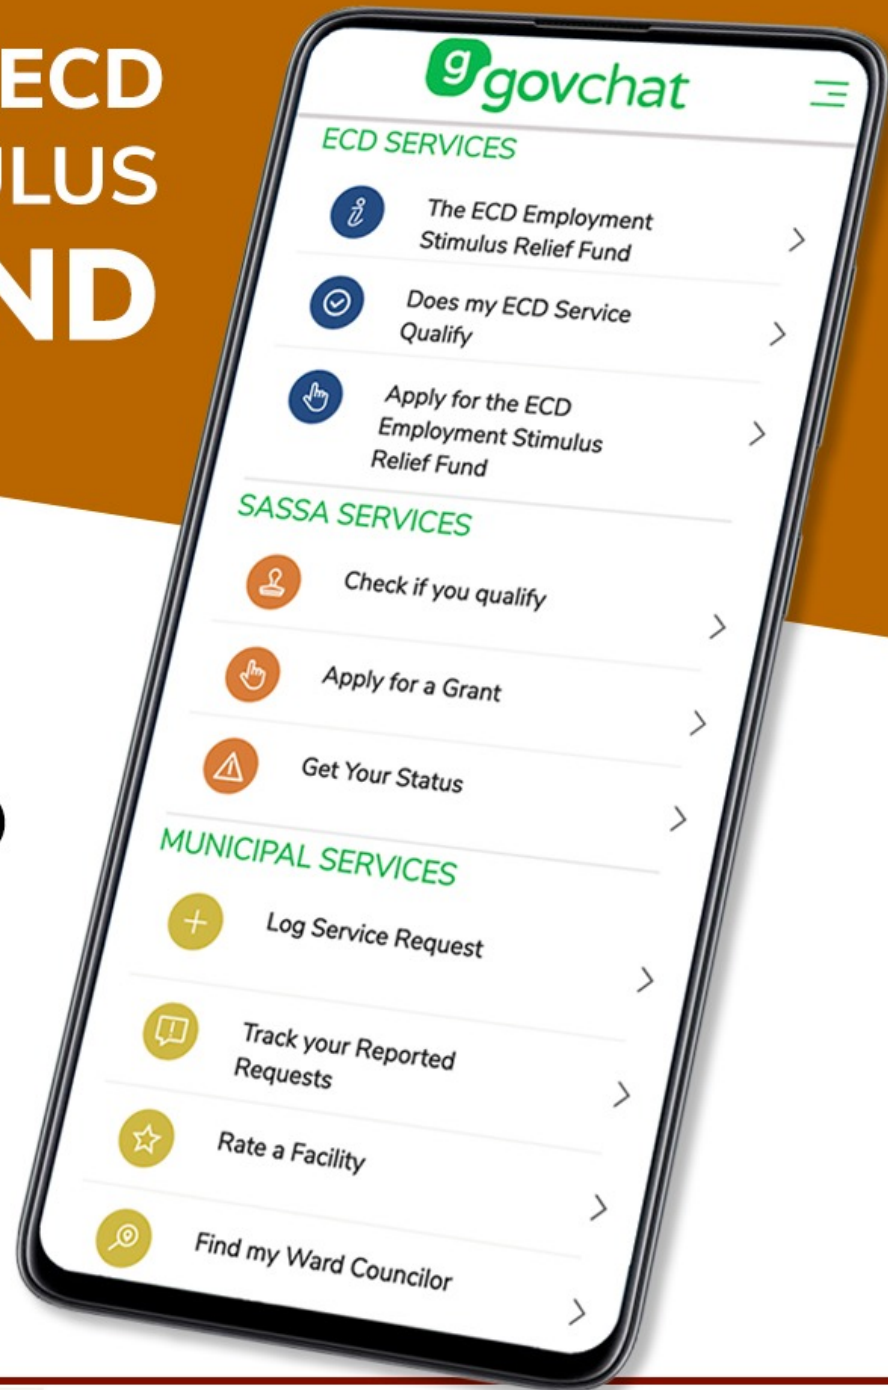 ECD
ULUS
ND
govchat
ECD SERVICES
The ECD Employment
Stimulus Relief Fund
Does my ECD Service
Qualify
Apply for the ECD
Employment Stimulus
Relief Fund
SASSA SERVICES
Check if you qualify
Apply for a Grant
Get Your Status
MUNICIPAL SERVICES
Log Service Request
Track your Reported
Requests
Rate a Facility
Find my Ward Councilor